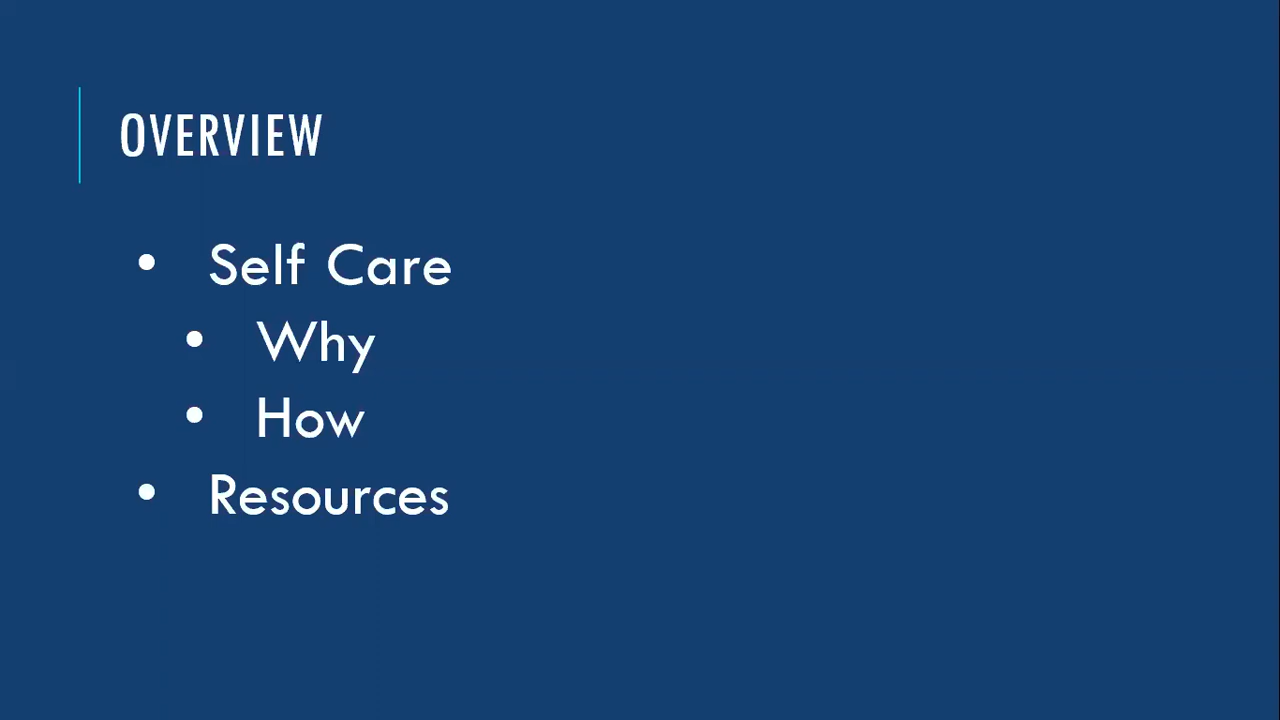 OVERVIEW
• Self Care
• Why
• How
• Resources